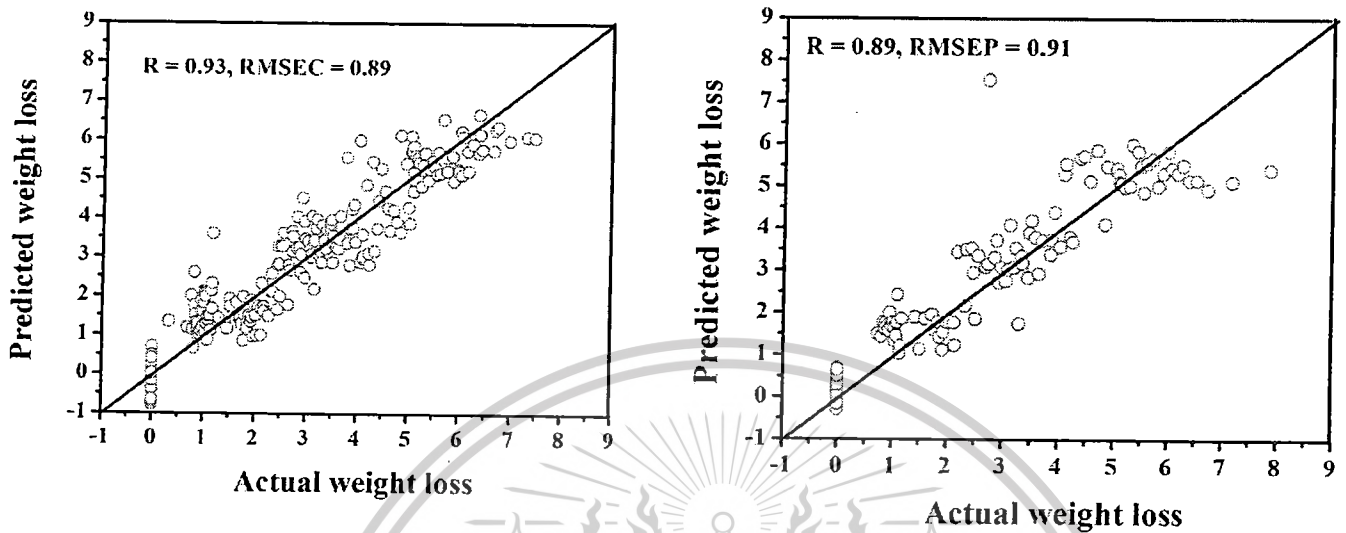 R = 0.93, RMSEC = 0.89
Predicted weight loss
9
8
7
6
5
4
3
2
1
0
-1
-1 0 1 2 3 4 5 6 7 8 9
Actual weight loss
R = 0.89, RMSEP = 0.91
Predicted weight loss
9
8
7
6
5
4
3
2
1
0
-1
-1 0 1 2 3 4 5 6 7 8 9
Actual weight loss